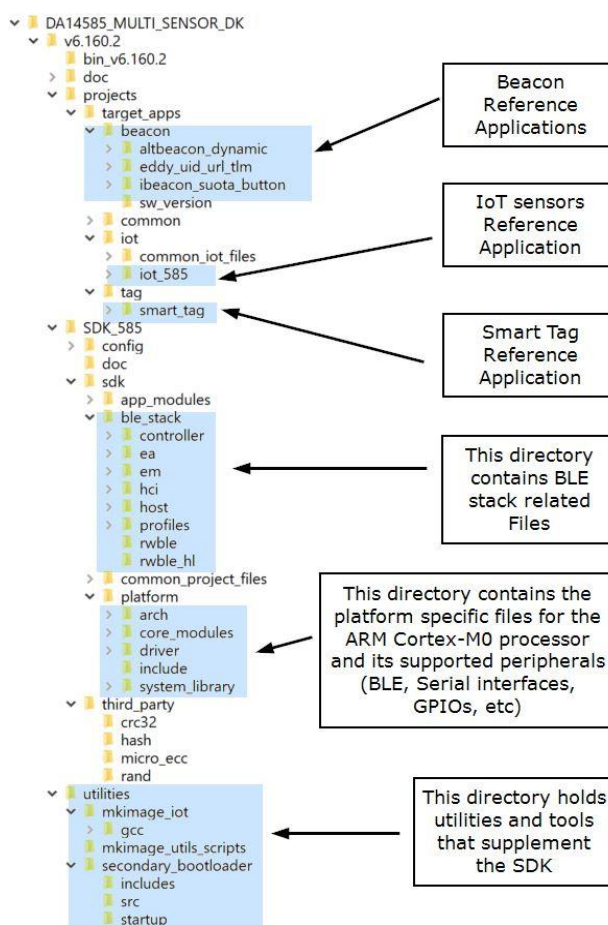 DA14585_MULTI_SENSOR_DK
v6.160.2
bin_v6.160.2
doc
projects
target_apps
beacon
altbeacon_dynamic
eddy_uid_url_tlm
ibeacon_suota_button
sw_version
common
iot
common_iot_files
iot_585
tag
smart_tag
SDK_585
config
doc
sdk
app_modules
ble_stack
controller
ea
em
hci
host
profiles
rwble
rwble_hl
common_project_files
platform
arch
core_modules
driver
include
system_library
third_party
crc32
hash
micro_ecc
rand
utilities
mkimage_iot
gcc
mkimage_utils_scripts
secondary_bootloader
includes
src
startup
Beacon
Reference
Applications
IoT sensors
Reference
Application
Smart Tag
Reference
Application
This directory
contains BLE
stack related
Files
This directory contains the
platform specific files for the
ARM Cortex-M0 processor
and its supported peripherals
(BLE, Serial interfaces,
GPIOs, etc)
This directory holds
utilities and tools
that supplement
the SDK